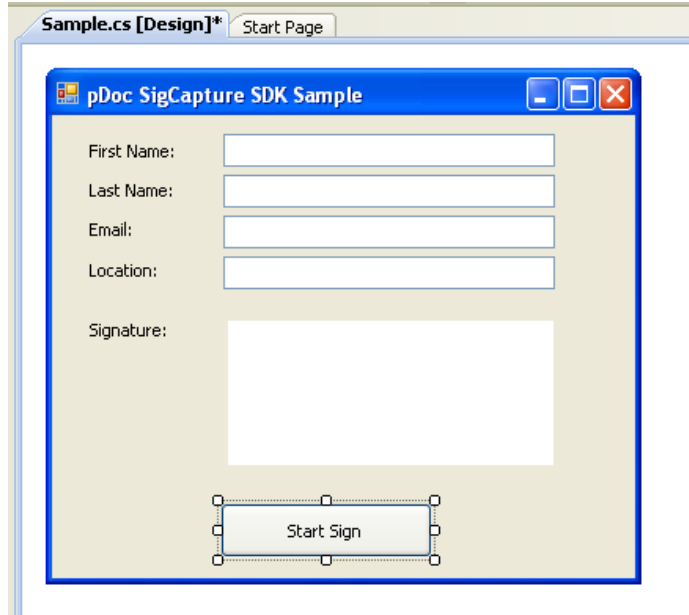 Sample.cs [Design]* Start Page
pDoc SigCapture SDK Sample
First Name:
Last Name:
Email:
Location:
Signature:
Start Sign